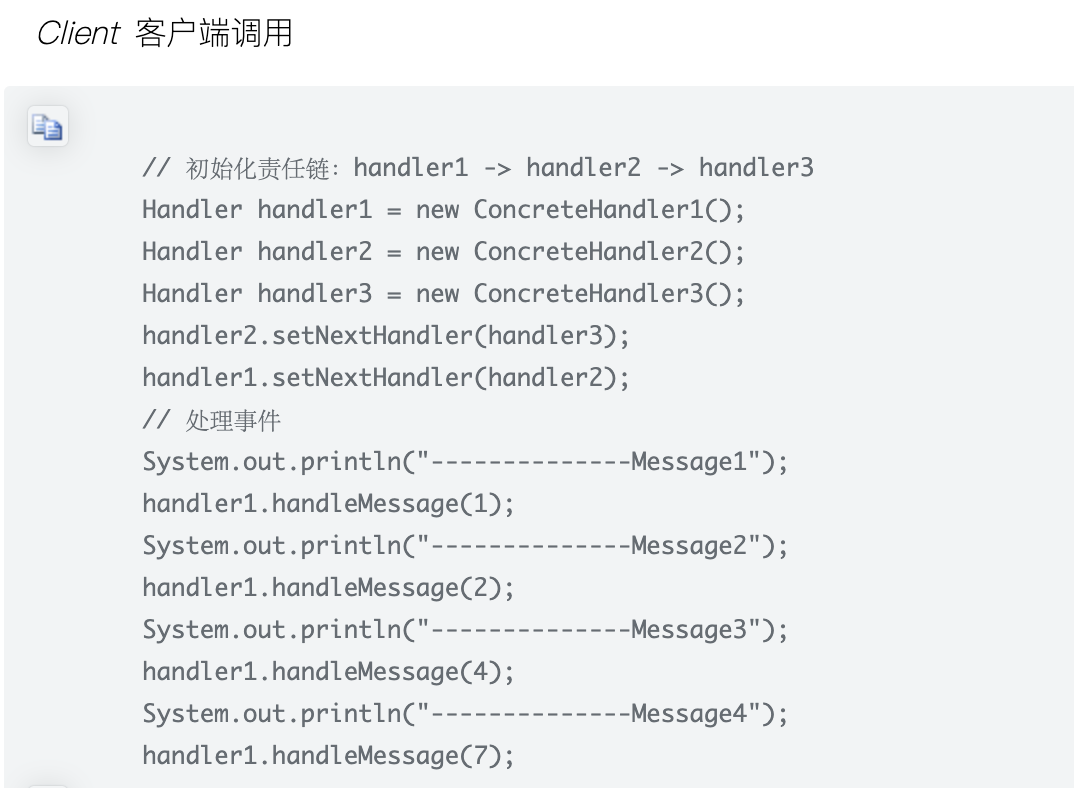 Client 客户端调用
// 初始化责任链：handler1 -> handler2 -> handler3
Handler handler1 = new ConcreteHandler1();
Handler handler2 = new ConcreteHandler2();
Handler handler3 = new ConcreteHandler3();
handler2.setNextHandler(handler3);
handler1.setNextHandler(handler2);
// 处理事件
System.out.println("--------------Message1");
handler1.handleMessage(1);
System.out.println("--------------Message2");
handler1.handleMessage(2);
System.out.println("--------------Message3");
handler1.handleMessage(4);
System.out.println("--------------Message4");
handler1.handleMessage(7);